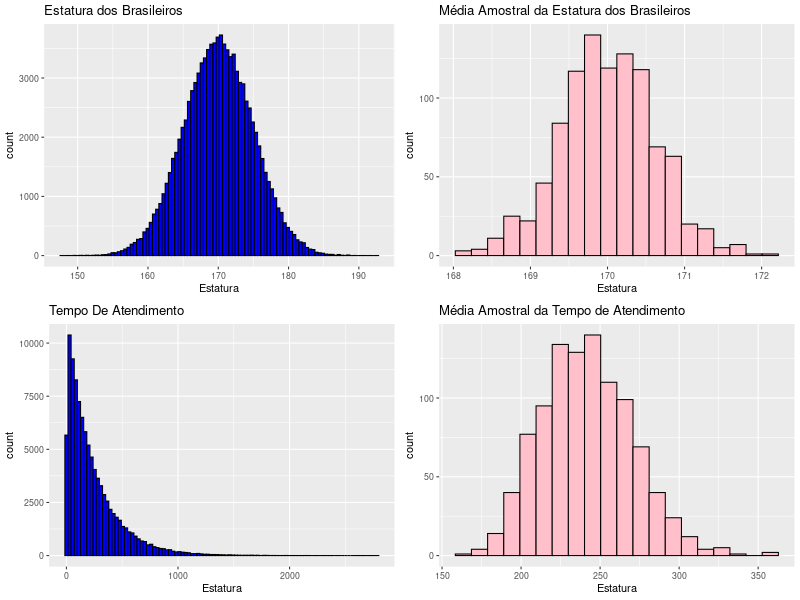 Estatura dos Brasileiros
3000
2000
1000
0
count
150 160 170 180 190
Estatura
Média Amostral da Estatura dos Brasileiros
100
50
0
count
168 169 170 171 172
Estatura
Tempo De Atendimento
10000
7500
5000
2500
0
count
0 1000 2000
Estatura
Média Amostral da Tempo de Atendimento
100
50
0
count
150 200 250 300 350
Estatura